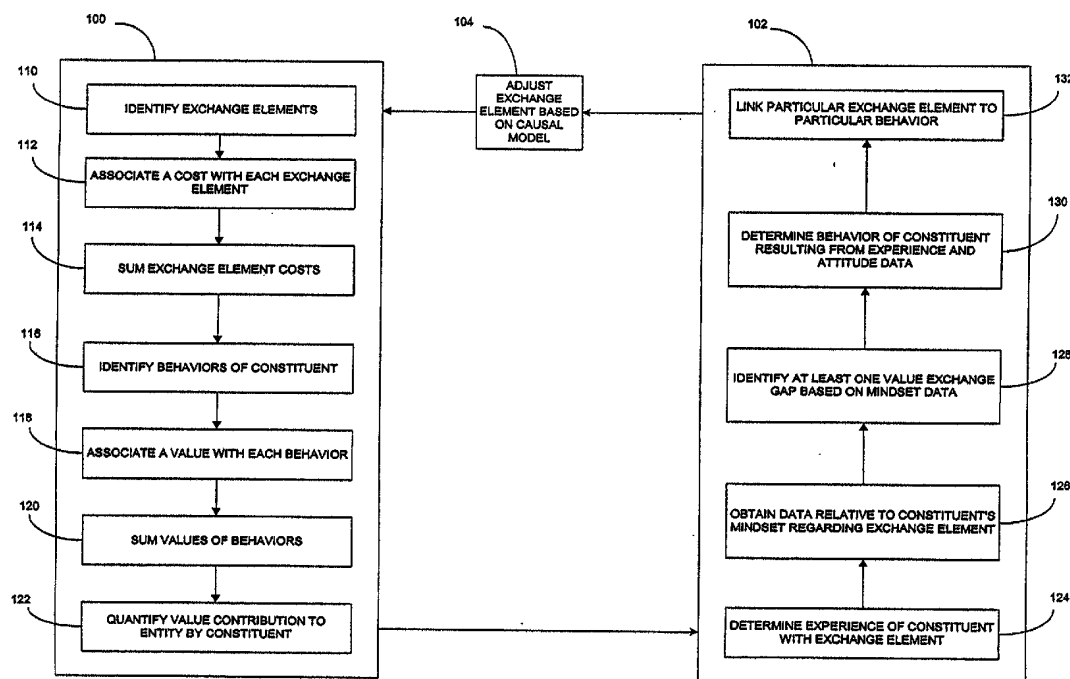 100
110
IDENTIFY EXCHANGE ELEMENTS
112
ASSOCIATE A COST WITH EACH EXCHANGE
ELEMENT
114
SUM EXCHANGE ELEMENT COSTS
116
IDENTIFY BEHAVIORS OF CONSTITUENT
118
ASSOCIATE A VALUE WITH EACH BEHAVIOR
120
SUM VALUES OF BEHAVIORS
122
QUANTIFY VALUE CONTRIBUTION TO
ENTITY BY CONSTITUENT
104
ADJUST
EXCHANGE
ELEMENT BASED
ON CAUSAL
MODEL
102
132
LINK PARTICULAR EXCHANGE ELEMENT TO
PARTICULAR BEHAVIOR
130
DETERMINE BEHAVIOR OF CONSTITUENT
RESULTING FROM EXPERIENCE AND
ATTITUDE DATA
128
IDENTIFY AT LEAST ONE VALUE EXCHANGE
GAP BASED ON MINDSET DATA
126
OBTAIN DATA RELATIVE TO CONSTITUENT'S
MINDSET REGARDING EXCHANGE ELEMENT
124
DETERMINE EXPERIENCE OF CONSTITUENT
WITH EXCHANGE ELEMENT